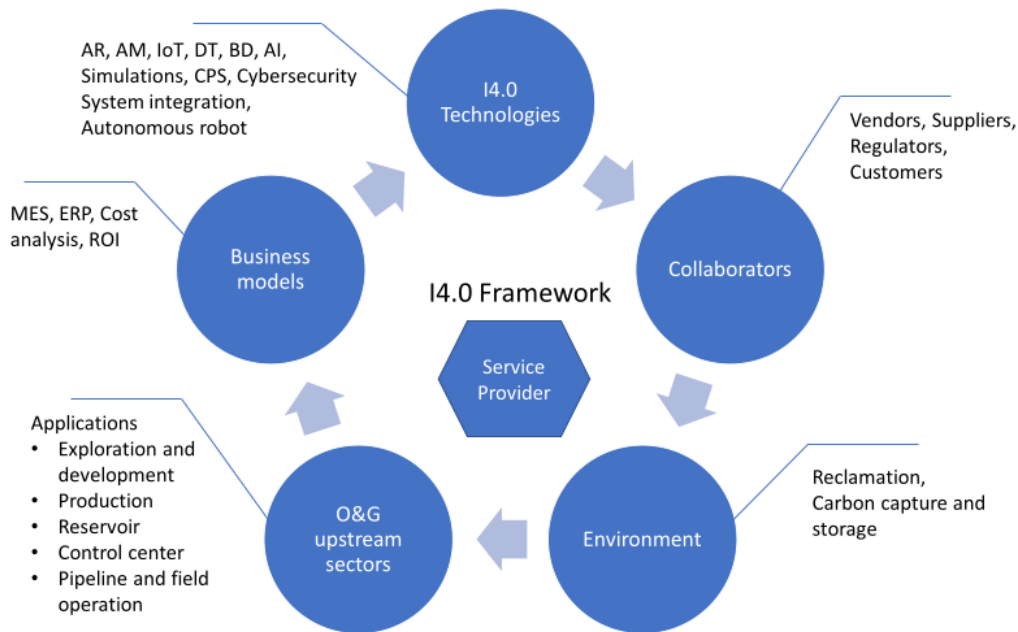 AR, AM, IoT, DT, BD, AI,
Simulations, CPS, Cybersecurity
System integration,
Autonomous robot
I4.0
Technologies
Vendors, Suppliers,
Regulators,
Customers
MES, ERP, Cost
analysis, ROI
Business
models
Collaborators
I4.0 Framework
Service
Provider
Applications
• Exploration and
development
• Production
• Reservoir
• Control center
• Pipeline and field
operation
O&G
upstream
sectors
Environment
Reclamation,
Carbon capture and
storage